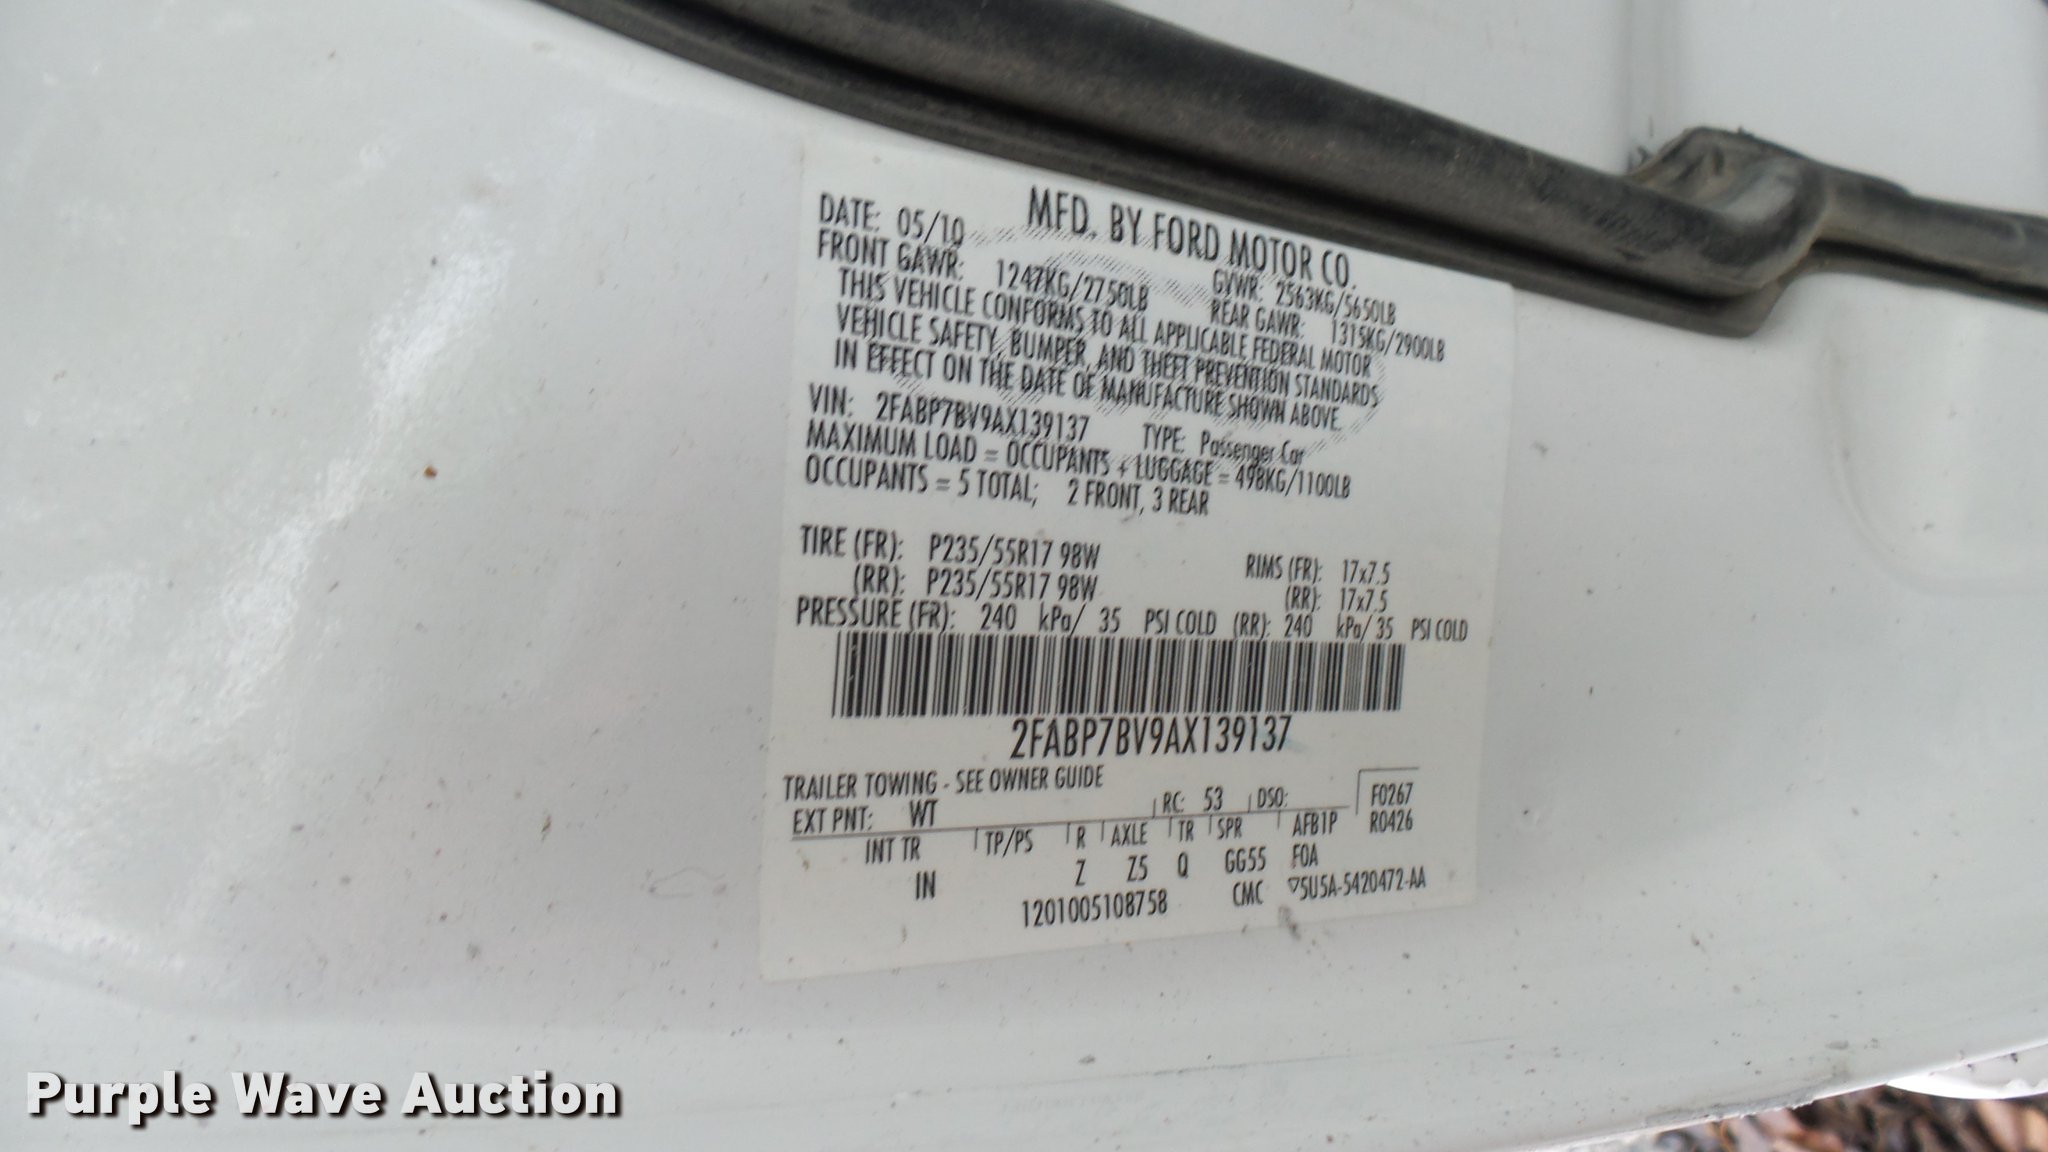 MFD. BY FORD MOTOR CO.
DATE: 05/10 GVWR: 2563KG/5650LB
FRONT GAWR: 1247KG/2750LB REAR GAWR: 1315KG/2900LB
THIS VEHICLE CONFORMS TO ALL APPLICABLE FEDERAL MOTOR
VEHICLE SAFETY, BUMPER, AND THEFT PREVENTION STANDARDS
IN EFFECT ON THE DATE OF MANUFACTURE SHOWN ABOVE.
VIN: 2FABP7BV9AX139137 TYPE: Passenger Car
MAXIMUM LOAD = OCCUPANTS + LUGGAGE = 498KG/1100LB
OCCUPANTS = 5 TOTAL; 2 FRONT, 3 REAR
TIRE (FR): P235/55R17 98W RIMS (FR): 17x7.5
(RR): P235/55R17 98W (RR): 17x7.5
PRESSURE (FR): 240 kPa/ 35 PSI COLD (RR): 240 kPa/ 35 PSI COLD
2FABP7BV9AX139137
TRAILER TOWING - SEE OWNER GUIDE
EXT PNT: WT RC: 53 DSO: F0267
INT TR TP/PS R AXLE TR SPR AFB1P R0426
IN Z Z5 Q GG55 FOA
1201005108758 CMC ▽5U5A-5420472-AA
Purple Wave Auction